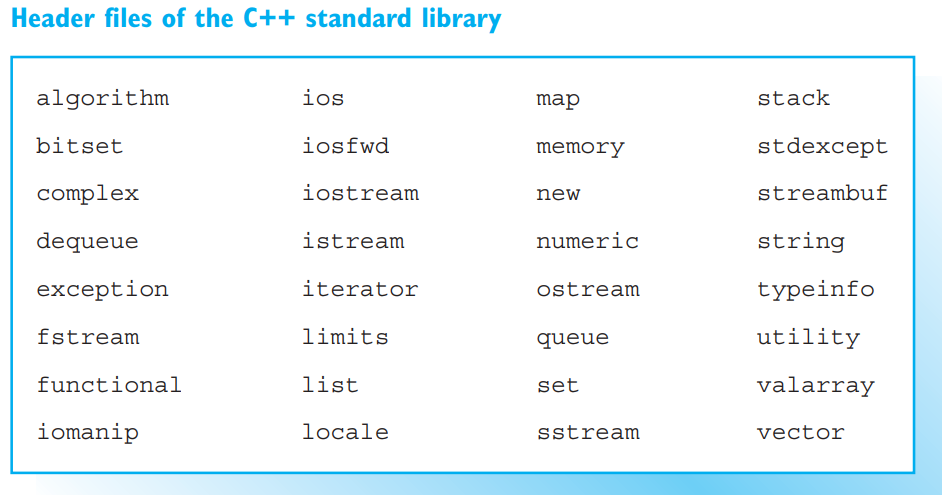 Header files of the C++ standard library
algorithm ios map stack
bitset iosfwd memory stdexcept
complex iostream new streambuf
dequeue istream numeric string
exception iterator ostream typeinfo
fstream limits queue utility
functional list set valarray
iomanip locale sstream vector